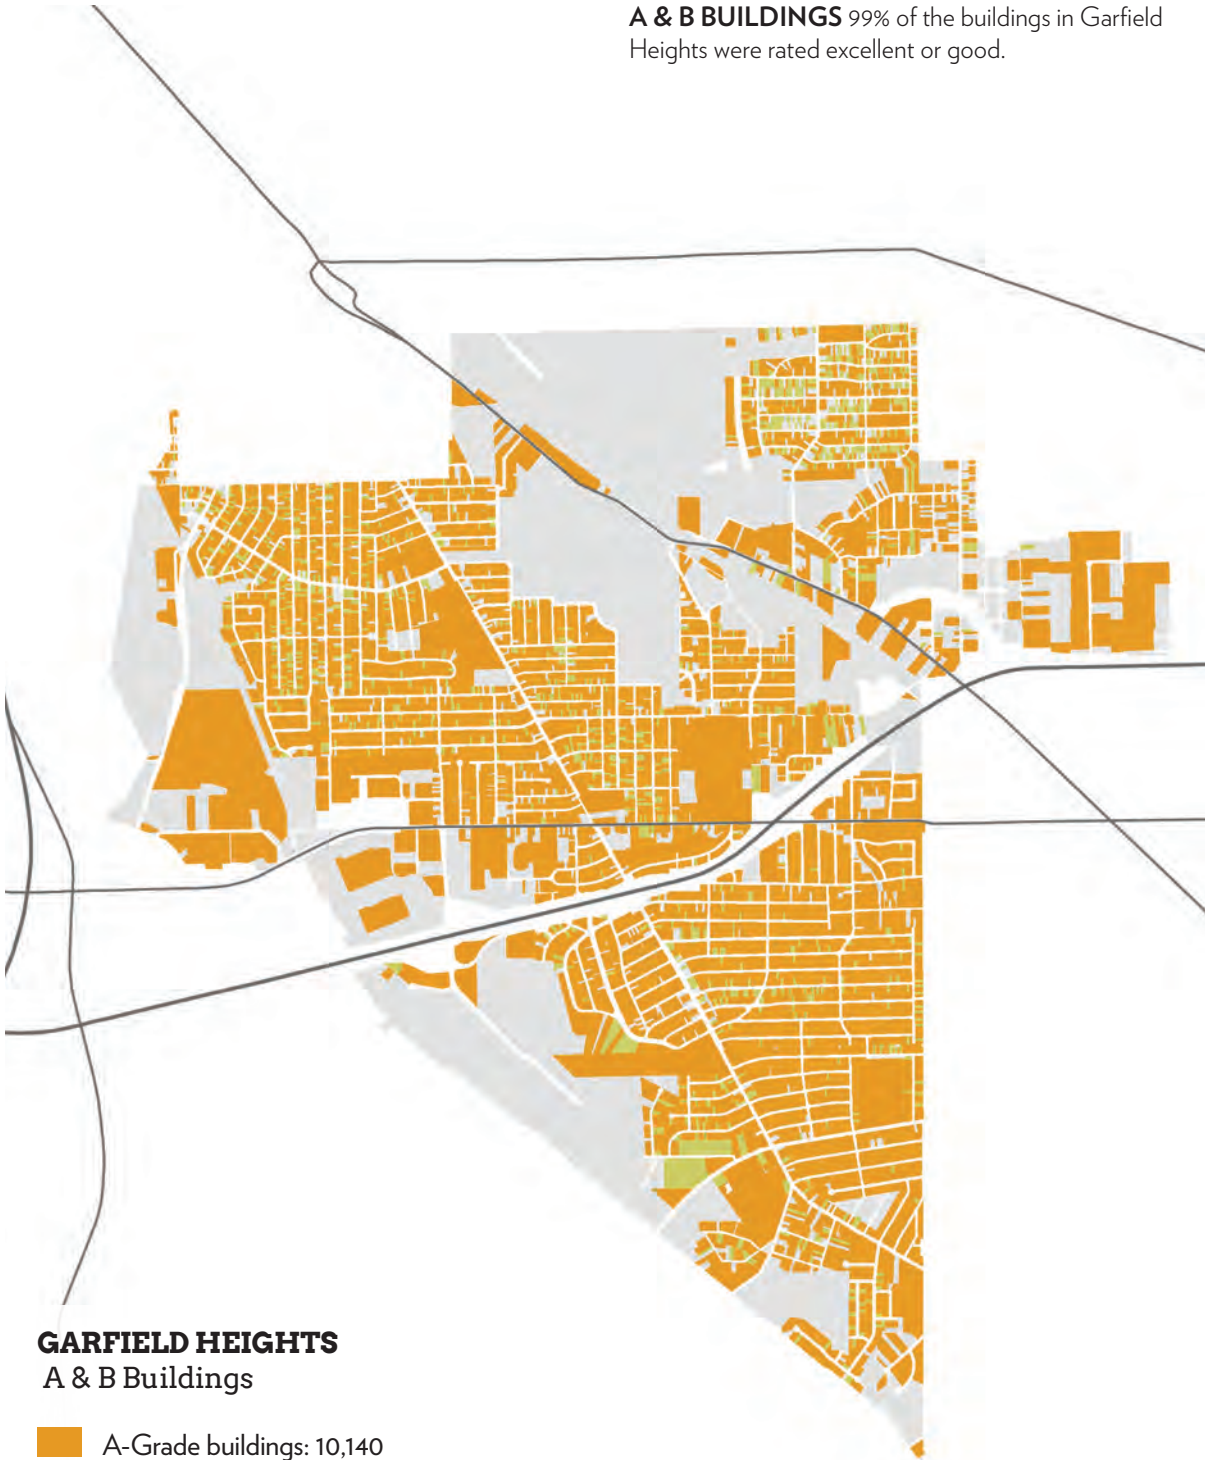 A & B BUILDINGS 99% of the buildings in Garfield
Heights were rated excellent or good.
GARFIELD HEIGHTS
A & B Buildings
A-Grade buildings: 10,140